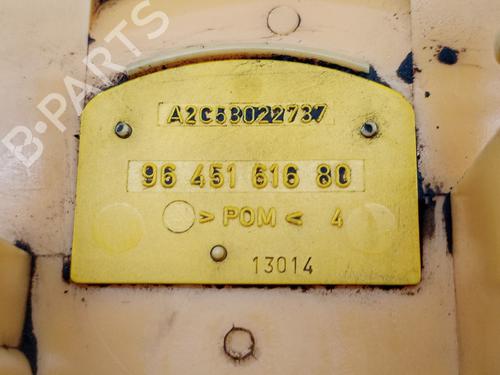 B-PARTS
A2C53022737
96 451 616 80
> POM < 4
13014